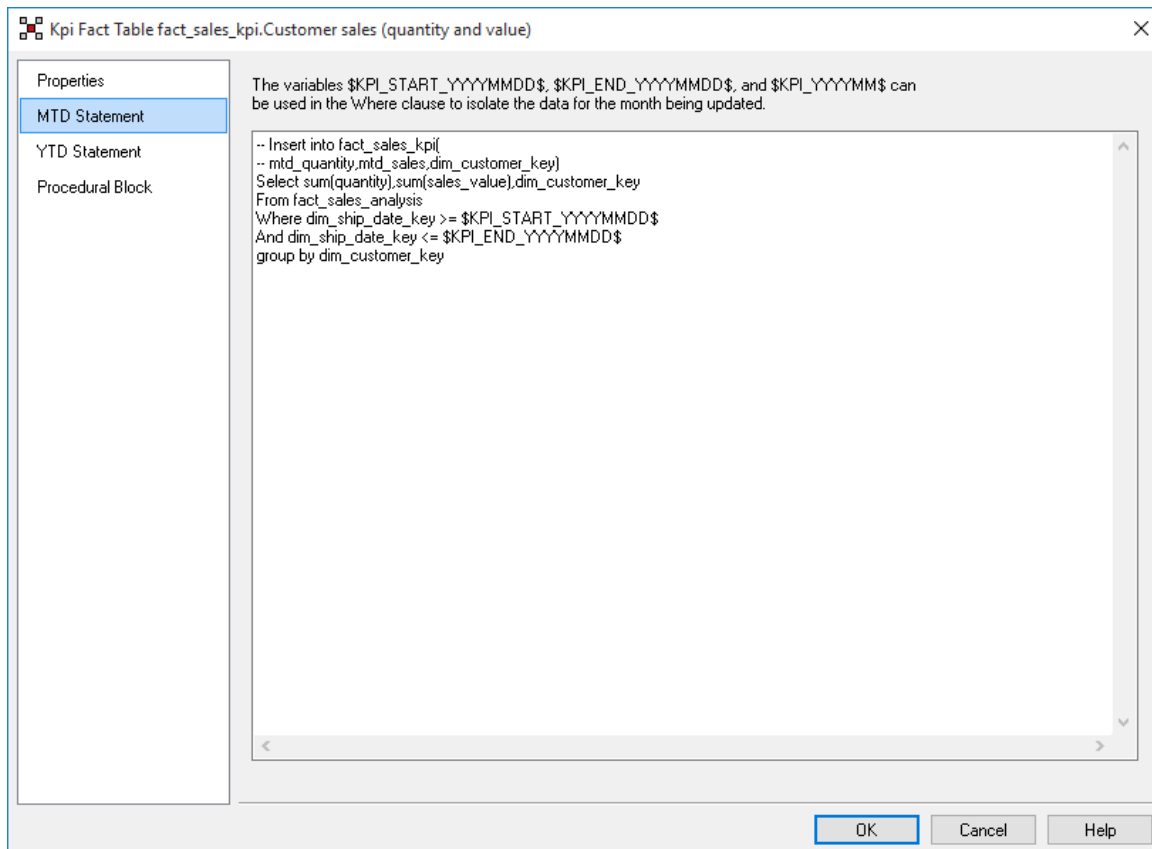 Kpi Fact Table fact_sales_kpi.Customer sales (quantity and value)
Properties
MTD Statement
YTD Statement
Procedural Block
The variables $KPI_START_YYYYMMDD$, $KPI_END_YYYYMMDD$, and $KPI_YYYYMM$ can
be used in the Where clause to isolate the data for the month being updated.
-- Insert into fact_sales_kpi(
-- mtd_quantity,mtd_sales,dim_customer_key)
Select sum(quantity),sum(sales_value),dim_customer_key
From fact_sales_analysis
Where dim_ship_date_key >= $KPI_START_YYYYMMDD$
And dim_ship_date_key <= $KPI_END_YYYYMMDD$
group by dim_customer_key
OK
Cancel
Help